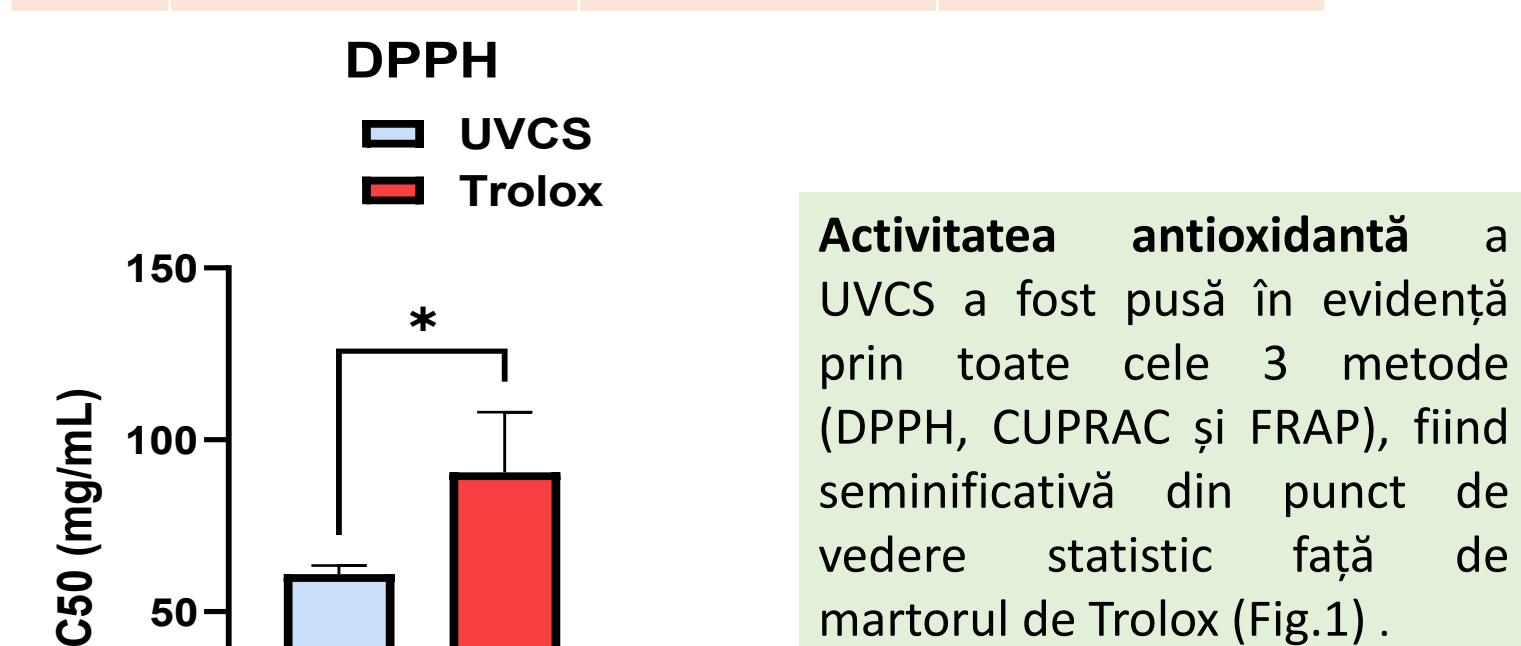 DPPH
UVCS
Trolox
150
*
100
50
C50 (mg/mL)
Activitatea antioxidantă a
UVCS a fost pusă în evidență
prin toate cele 3 metode
(DPPH, CUPRAC și FRAP), fiind
seminificativă din punct de
vedere statistic față de
martorul de Trolox (Fig.1) .